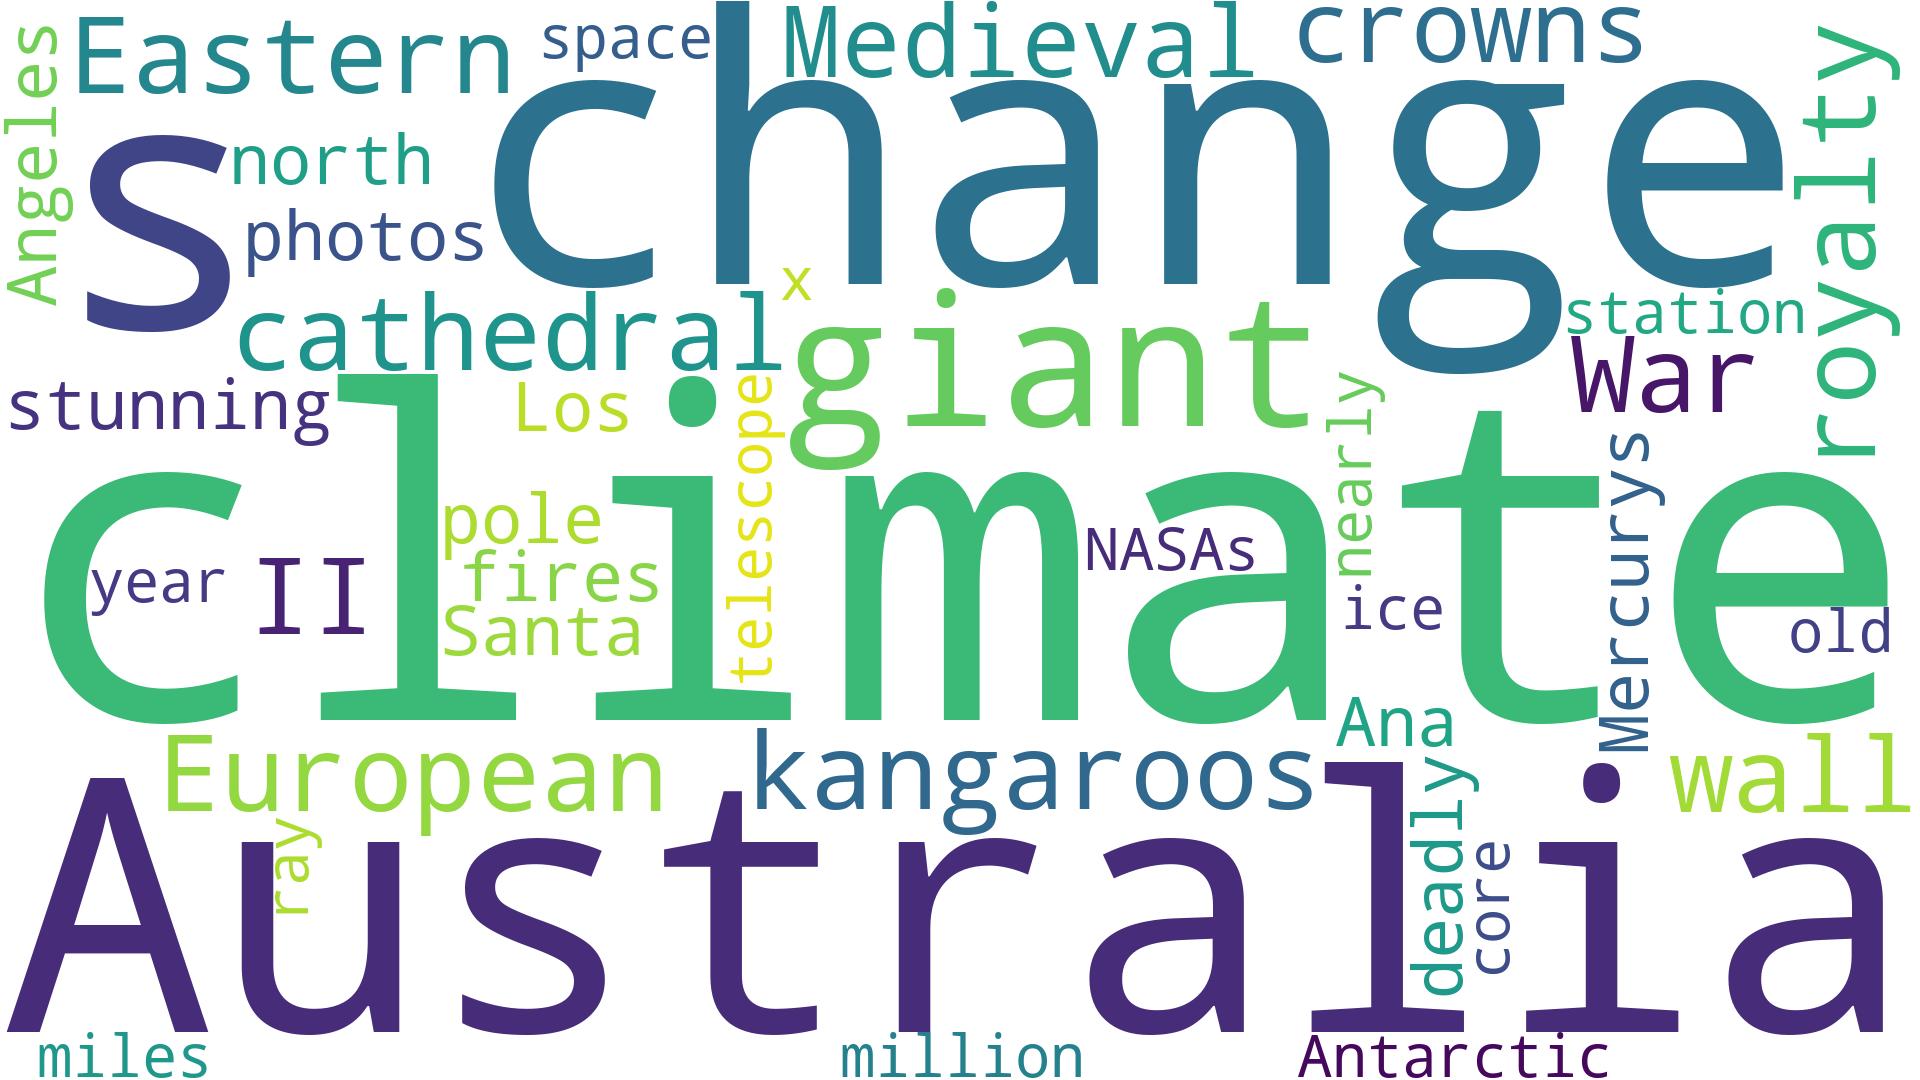 Angeles
Eastern
space
Medieval
crowns
royalty
s
change
north
photos
x
station
cathedral
giant
War
stunning
Los
telescope
nearly
Mercurys
climate
pole
NASAs
fires
year
II
Santa
ice
old
Ana
European
kangaroos
wall
deadly
Australia
ray
core
miles
million
Antarctic